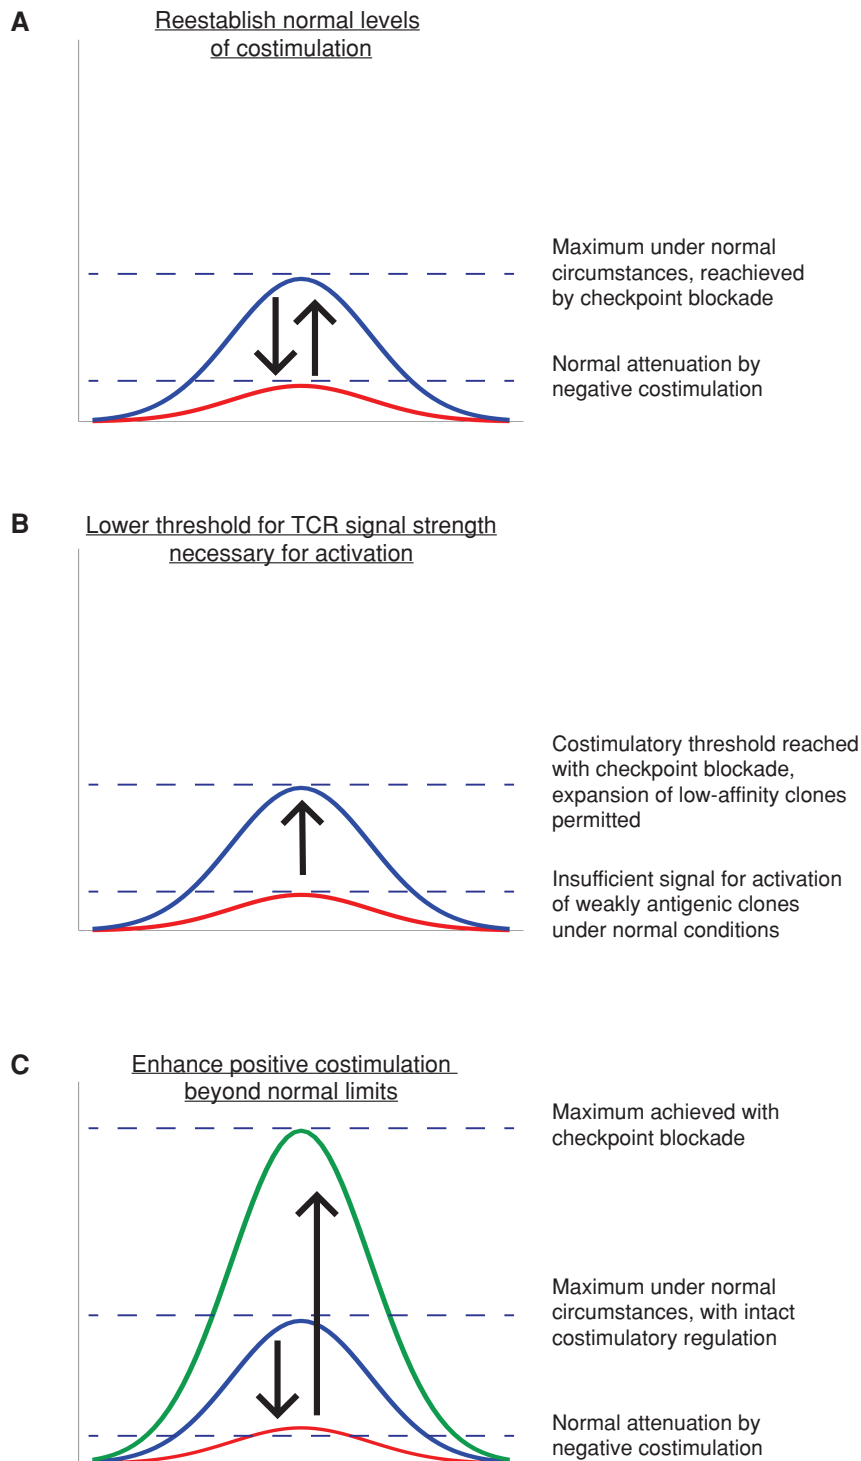 A
Reestablish normal levels
of costimulation
Maximum under normal
circumstances, reachieved
by checkpoint blockade
Normal attenuation by
negative costimulation
B
Lower threshold for TCR signal strength
necessary for activation
Costimulatory threshold reached
with checkpoint blockade,
expansion of low-affinity clones
permitted
Insufficient signal for activation
of weakly antigenic clones
under normal conditions
C
Enhance positive costimulation
beyond normal limits
Maximum achieved with
checkpoint blockade
Maximum under normal
circumstances, with intact
costimulatory regulation
Normal attenuation by
negative costimulation